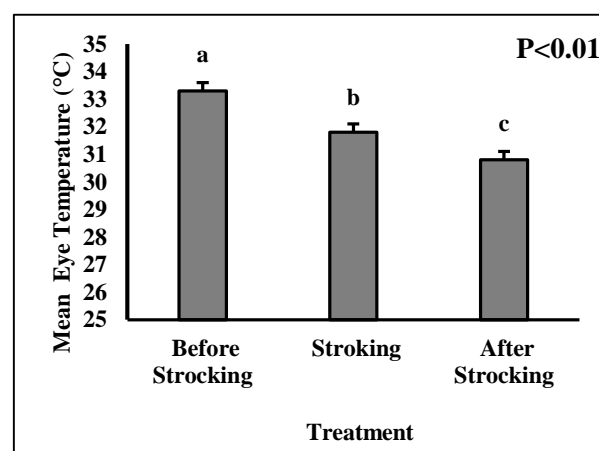 P<0.01
Mean Eye Temperature (°C)
35
34
33
32
31
30
29
28
27
26
25
a
b
c
Before
Strocking
Stroking
After
Strocking
Treatment